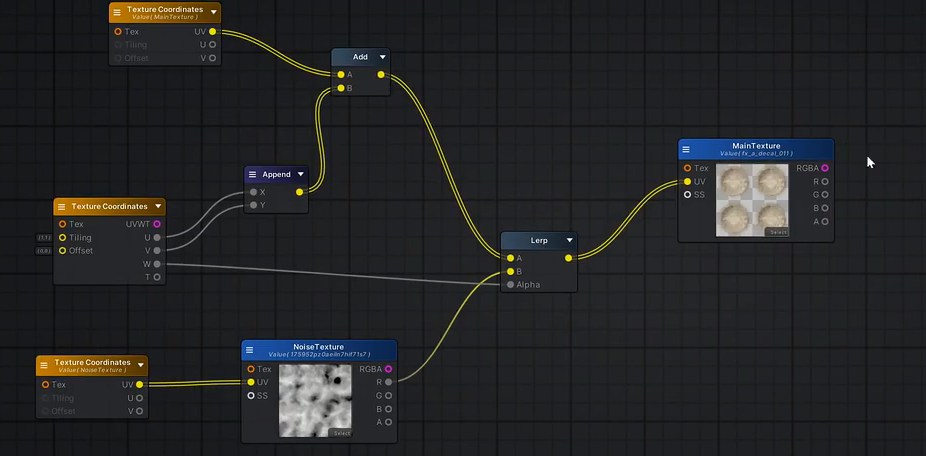 Texture Coordinates
Value( MainTexture )
Tex UV
Tiling U
Offset V
Add
A
B
Append
X
Y
Texture Coordinates
Tex UVWT
(1,1) Tiling U
(0,0) Offset V
W
T
Lerp
A
B
Alpha
MainTexture
Value( fx_a_decal_011 )
Tex RGBA
UV R
SS G
B
A
Select
Texture Coordinates
Value( NoiseTexture )
Tex UV
Tiling U
Offset V
NoiseTexture
Tex RGBA
UV R
SS G
B
A
Select